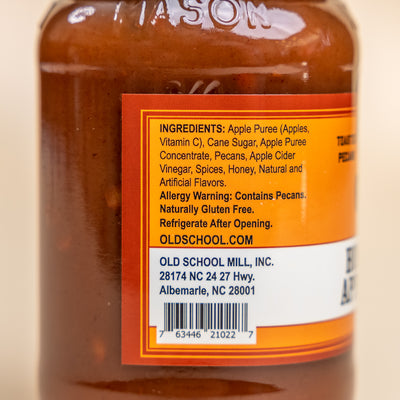 MASON
INGREDIENTS: Apple Puree (Apples,
Vitamin C), Cane Sugar, Apple Puree
Concentrate, Pecans, Apple Cider
Vinegar, Spices, Honey, Natural and
Artificial Flavors.
Allergy Warning: Contains Pecans.
Naturally Gluten Free.
Refrigerate After Opening.
OLDSCHOOL.COM
OLD SCHOOL MILL, INC.
28174 NC 24 27 Hwy.
Albemarle, NC 28001
7 63446 21022 7